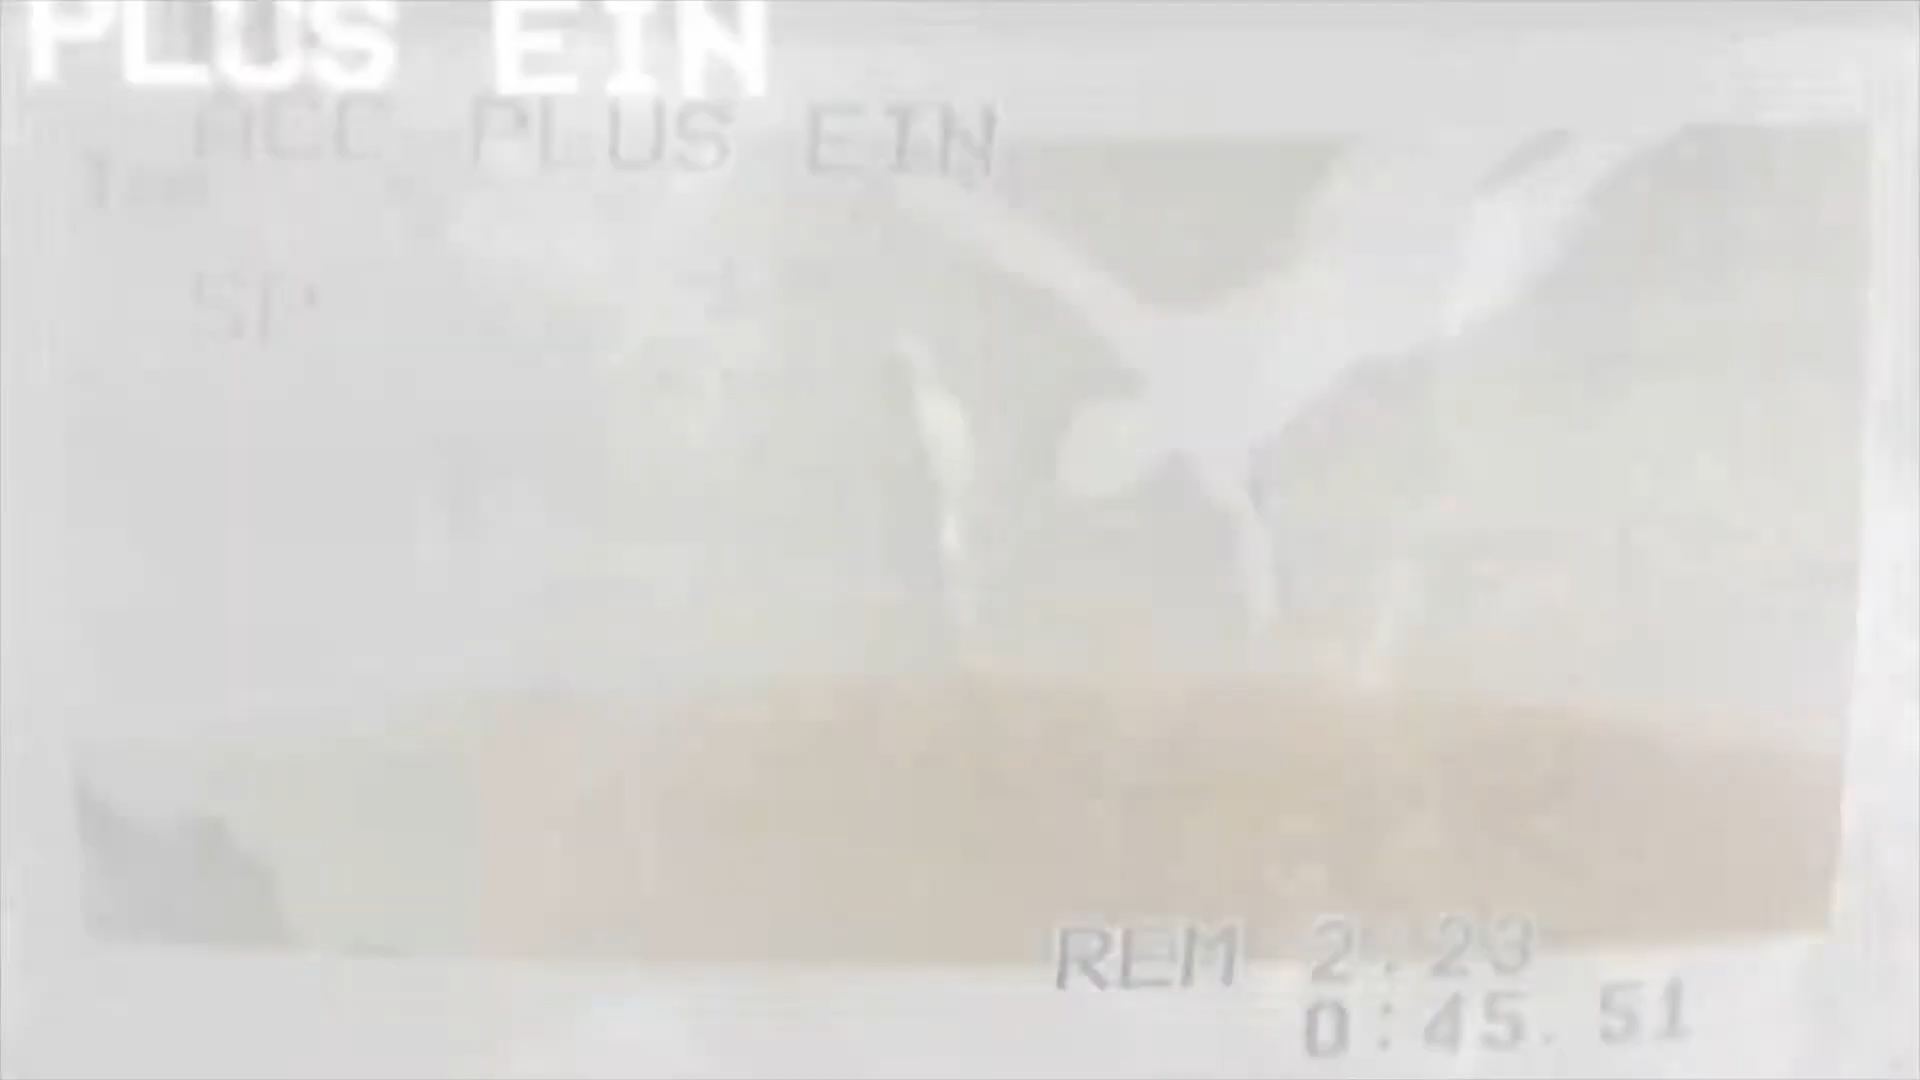 PLUS EIN
ACC PLUS EIN
SP
REM 2:23
0:45.51